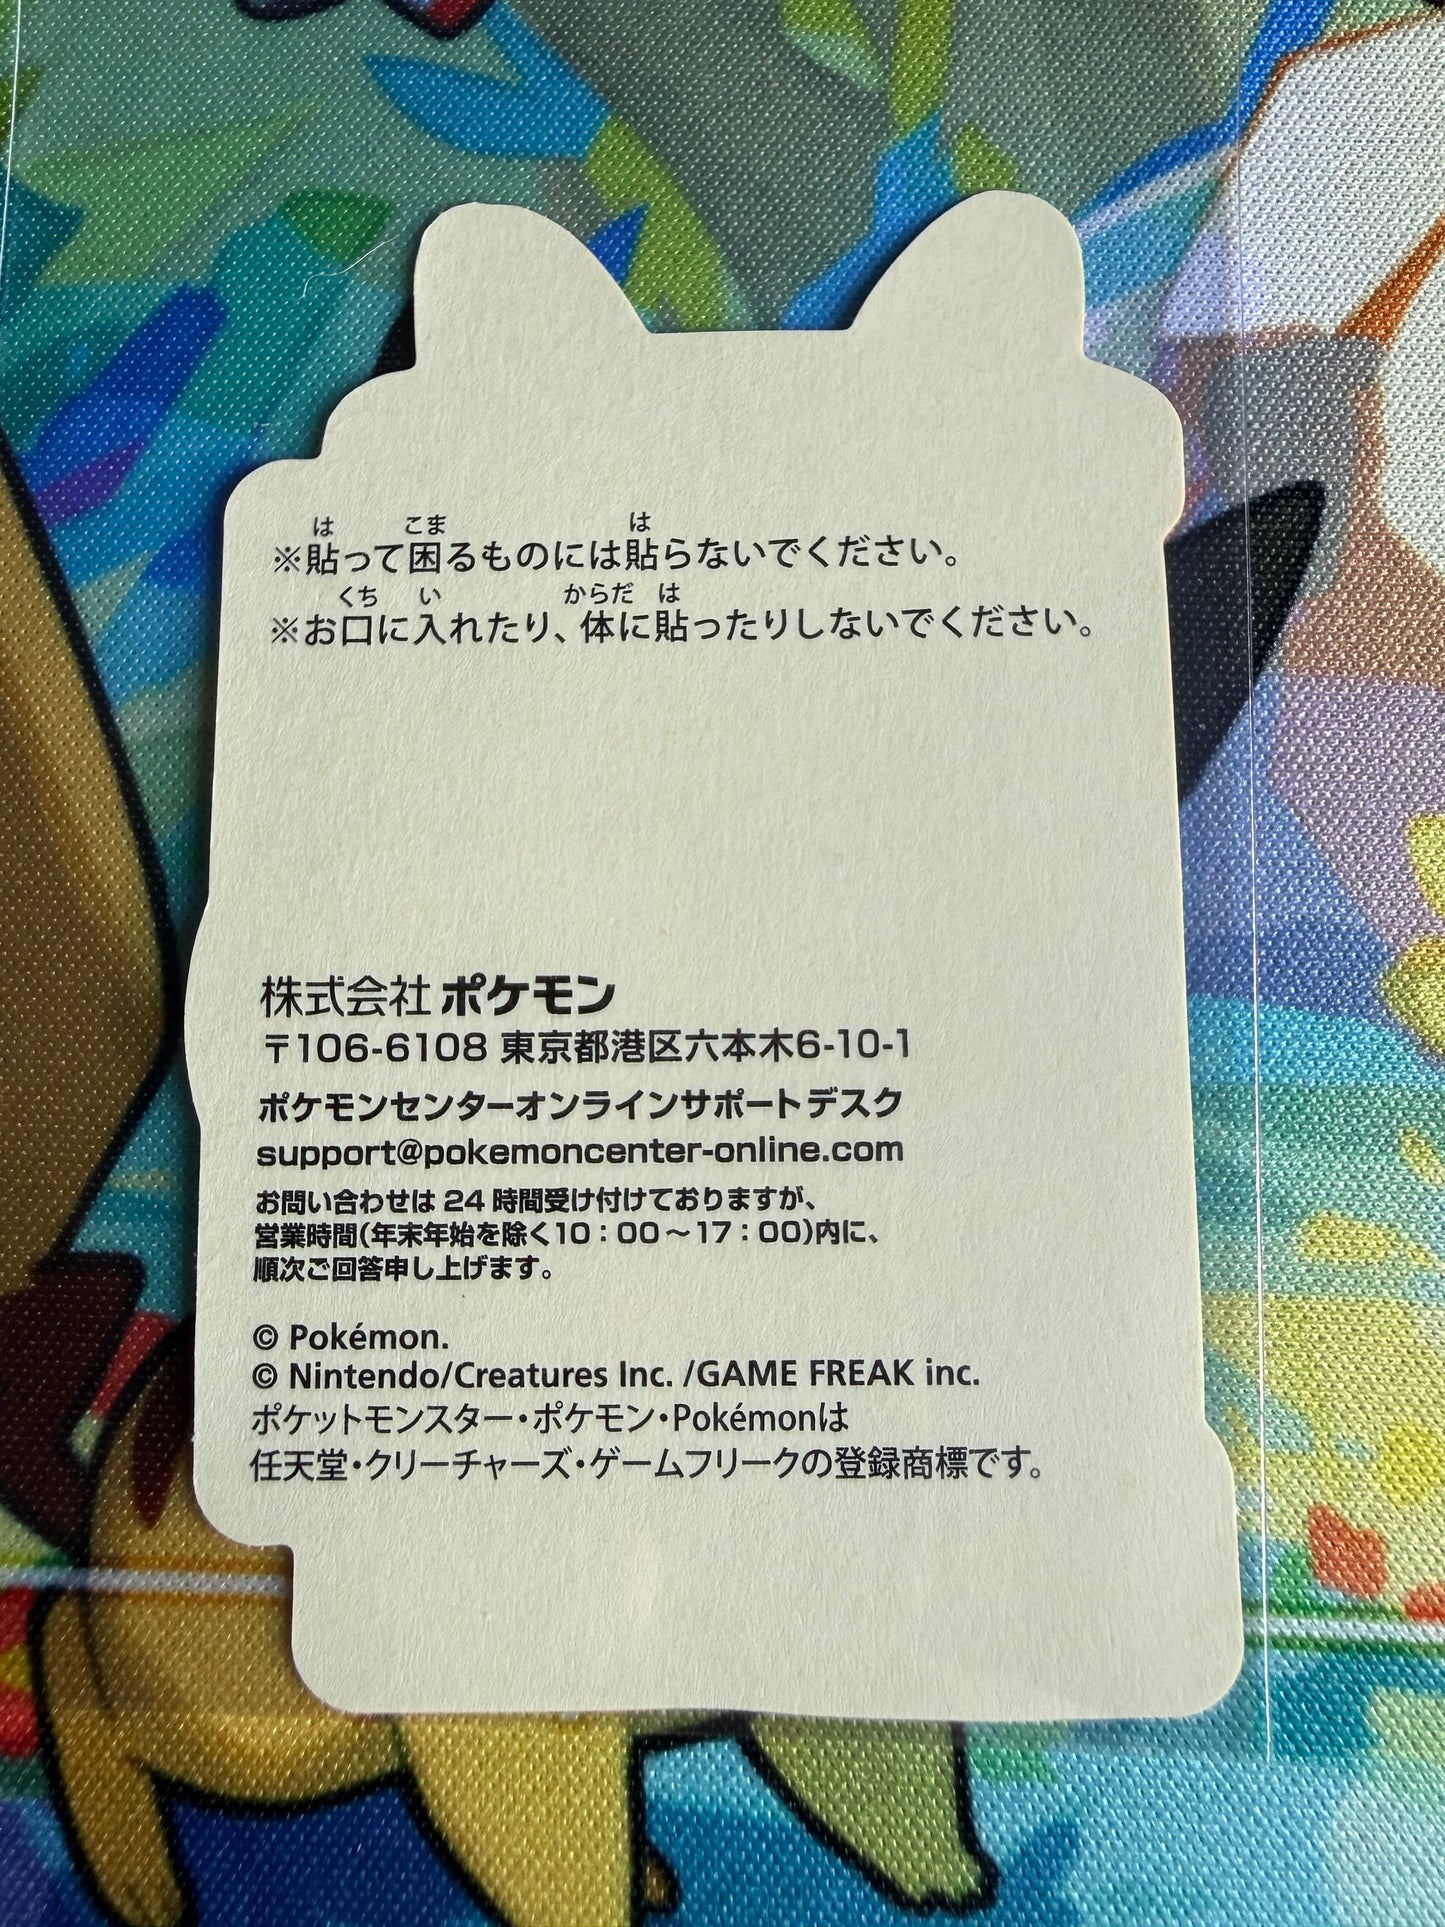 ※貼って困るものには貼らないでください。
※お口に入れたり、体に貼ったりしないでください。
株式会社 ポケモン
〒106-6108 東京都港区六本木6-10-1
ポケモンセンターオンラインサポートデスク
support@pokemoncenter-online.com
お問い合わせは 24 時間受け付けておりますが、
営業時間(年末年始を除く10：00～17：00)内に、
順次ご回答申し上げます。
© Pokémon.
© Nintendo/Creatures Inc. /GAME FREAK inc.
ポケットモンスター・ポケモン・Pokémonは
任天堂・クリーチャーズ・ゲームフリークの登録商標です。